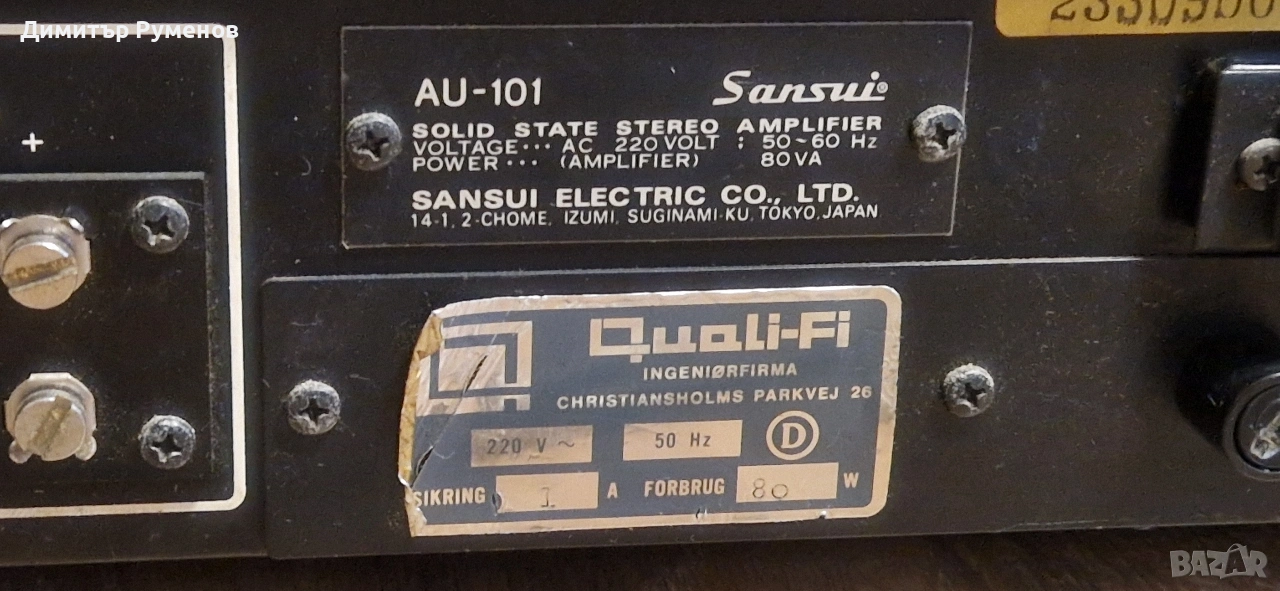 Димитър Руменов
+
AU-101
Sansui®
SOLID STATE STEREO AMPLIFIER
VOLTAGE··· AC 220 VOLT : 50~60 Hz
POWER··· (AMPLIFIER) 80VA
SANSUI ELECTRIC CO., LTD.
14-1, 2-CHOME, IZUMI, SUGINAMI-KU, TOKYO, JAPAN
Quali-Fi
INGENIØRFIRMA
CHRISTIANSHOLMS PARKVEJ 26
220 V ~ 50 Hz D
SIKRING 1 A FORBRUG 80 W
BAZAR